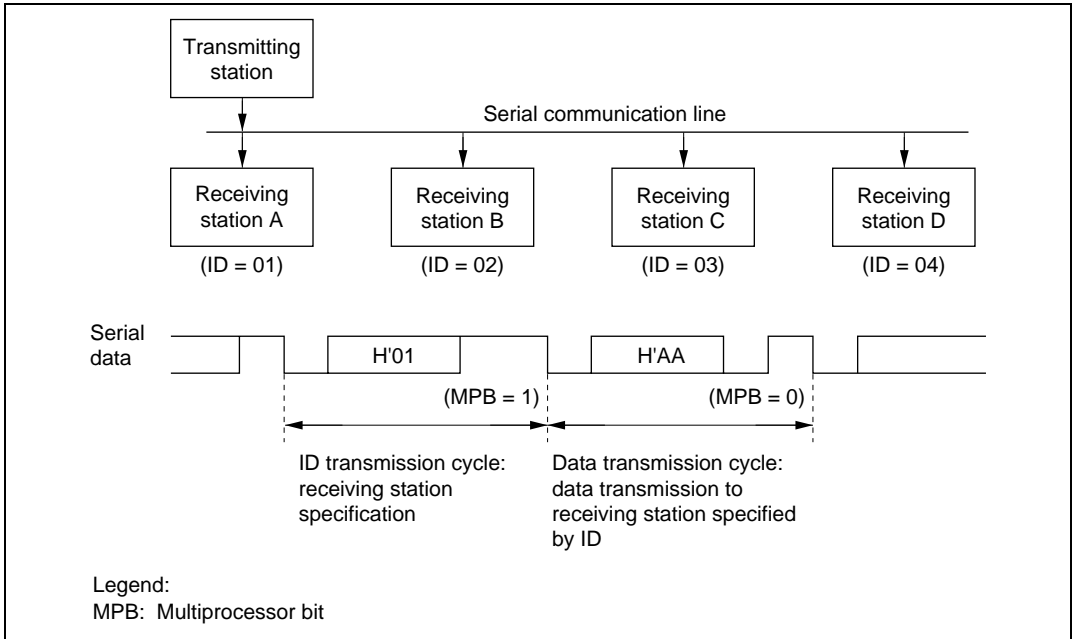 Transmitting
station
Serial communication line
Receiving
station A
Receiving
station B
Receiving
station C
Receiving
station D
(ID = 01)
(ID = 02)
(ID = 03)
(ID = 04)
Serial
data
H'01
H'AA
(MPB = 1)
(MPB = 0)
ID transmission cycle:
receiving station
specification
Data transmission cycle:
data transmission to
receiving station specified
by ID
Legend:
MPB: Multiprocessor bit